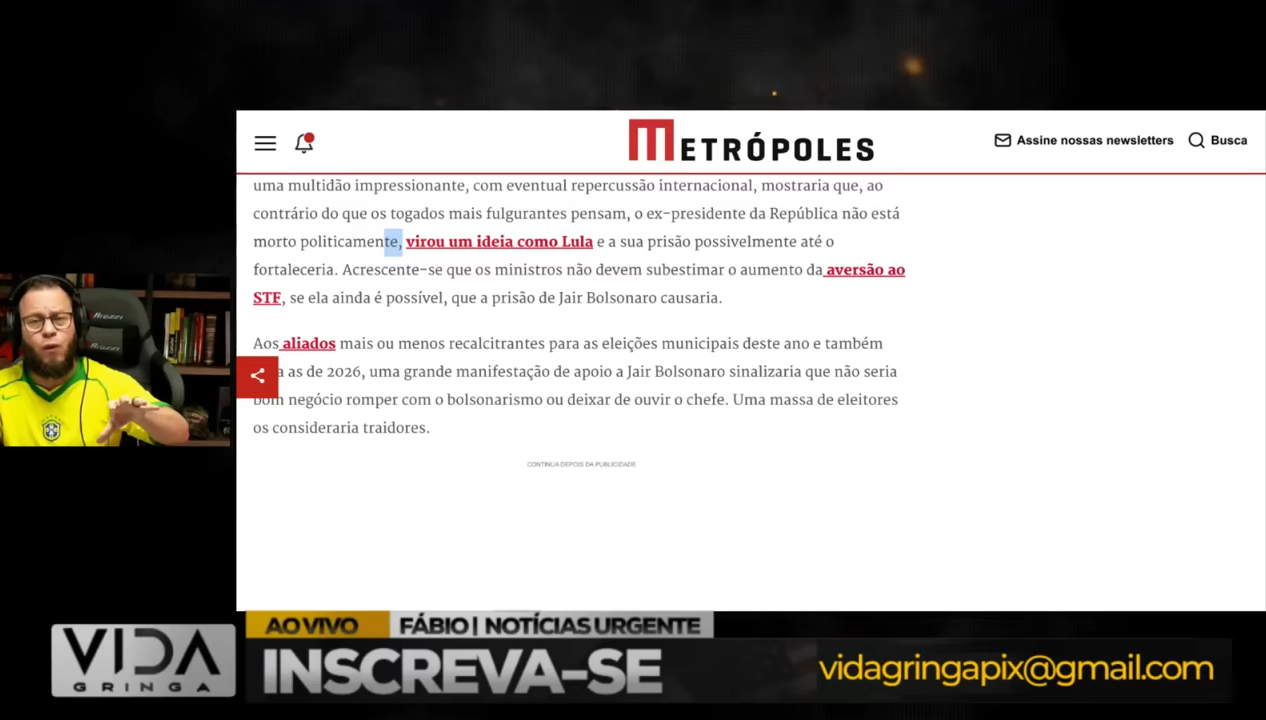 METRÓPOLES
Assine nossas newsletters
Busca
uma multidão impressionante, com eventual repercussão internacional, mostraria que, ao
contrário do que os togados mais fulgurantes pensam, o ex-presidente da República não está
morto politicamente, virou um ideia como Lula e a sua prisão possivelmente até o
fortaleceria. Acrescente-se que os ministros não devem subestimar o aumento da aversão ao
STF, se ela ainda é possível, que a prisão de Jair Bolsonaro causaria.
Aos aliados mais ou menos recalcitrantes para as eleições municipais deste ano e também
a as de 2026, uma grande manifestação de apoio a Jair Bolsonaro sinalizaria que não seria
bom negócio romper com o bolsonarismo ou deixar de ouvir o chefe. Uma massa de eleitores
os consideraria traidores.
CONTINUA DEPOIS DA PUBLICIDADE
AO VIVO
FÁBIO | NOTÍCIAS URGENTE
VIDA
GRINGA
INSCREVA-SE
vidagringapix@gmail.com